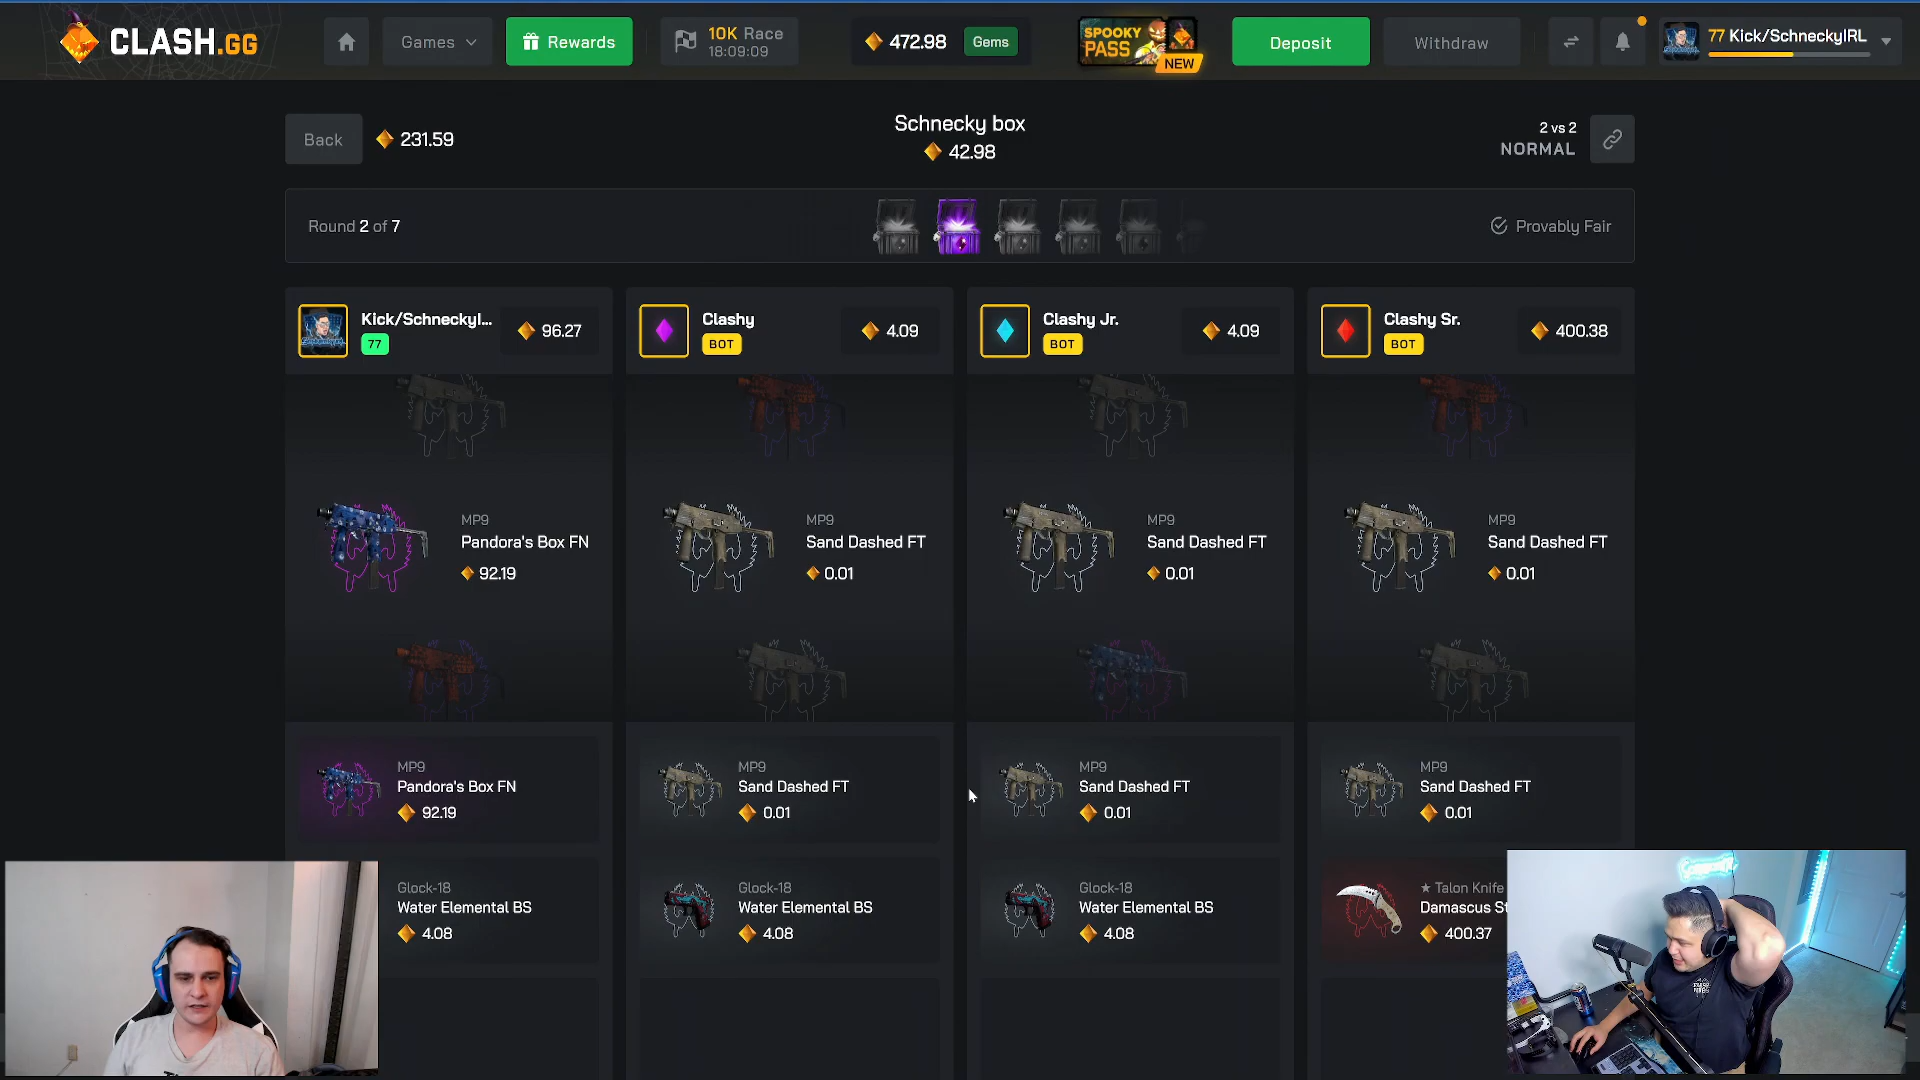 CLASH.GG
Games
Rewards
10K Race
18:09:09
472.98
Gems
SPOOKY
PASS
NEW
Deposit
Withdraw
77 Kick/SchneckyIRL
Back
231.59
Schnecky box
42.98
2 vs 2
NORMAL
Round 2 of 7
Provably Fair
Kick/SchneckyI...
77
96.27
Clashy
BOT
4.09
Clashy Jr.
BOT
4.09
Clashy Sr.
BOT
400.38
MP9
Pandora's Box FN
92.19
MP9
Sand Dashed FT
0.01
MP9
Sand Dashed FT
0.01
MP9
Sand Dashed FT
0.01
MP9
Pandora's Box FN
92.19
MP9
Sand Dashed FT
0.01
MP9
Sand Dashed FT
0.01
MP9
Sand Dashed FT
0.01
Glock-18
Water Elemental BS
4.08
Glock-18
Water Elemental BS
4.08
Glock-18
Water Elemental BS
4.08
★ Talon Knife
Damascus St
400.37